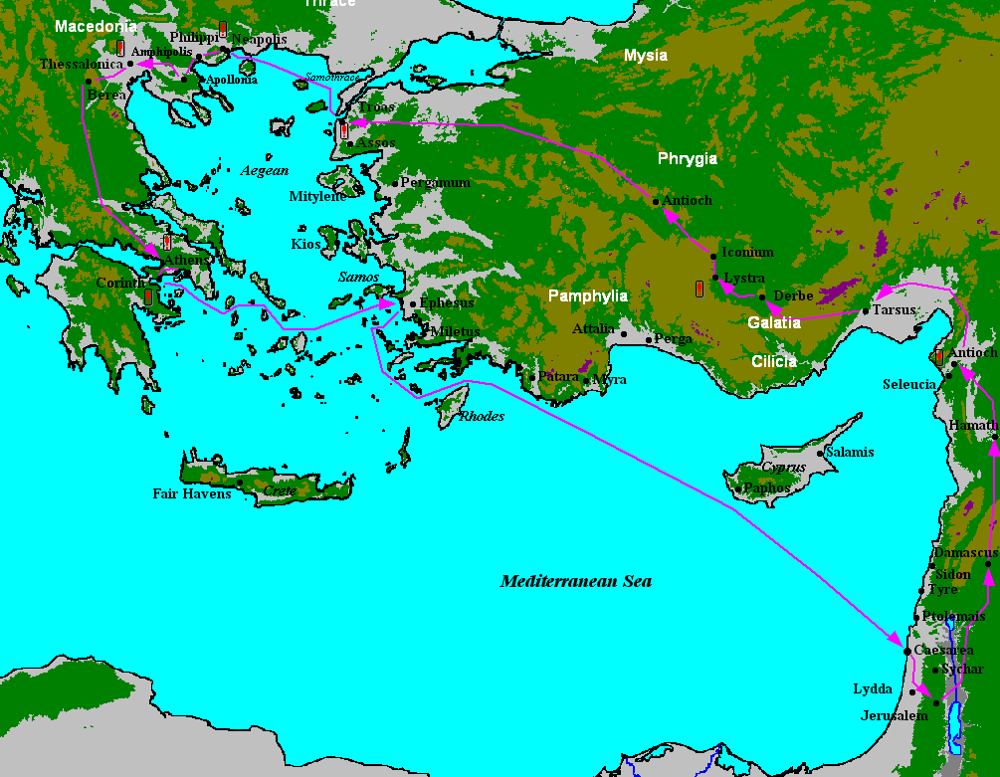 Thrace
Macedonia
Philippi
Neapolis
Amphipolis
Thessalonica
Apollonia
Samothrace
Berea
Mysia
Troas
Assos
Phrygia
Aegean
Pergamum
Mitylene
Antioch
Kios
Iconium
Athens
Samos
Lystra
Corinth
Ephesus
Pamphylia
Derbe
Tarsus
Galatia
Miletus
Attalia
Perga
Antioch
Cilicia
Patara
Myra
Seleucia
Rhodes
Hamath
Salamis
Cyprus
Paphos
Fair Havens
Crete
Damascus
Sidon
Mediterranean Sea
Tyre
Ptolemais
Caesarea
Sychar
Lydda
Jerusalem